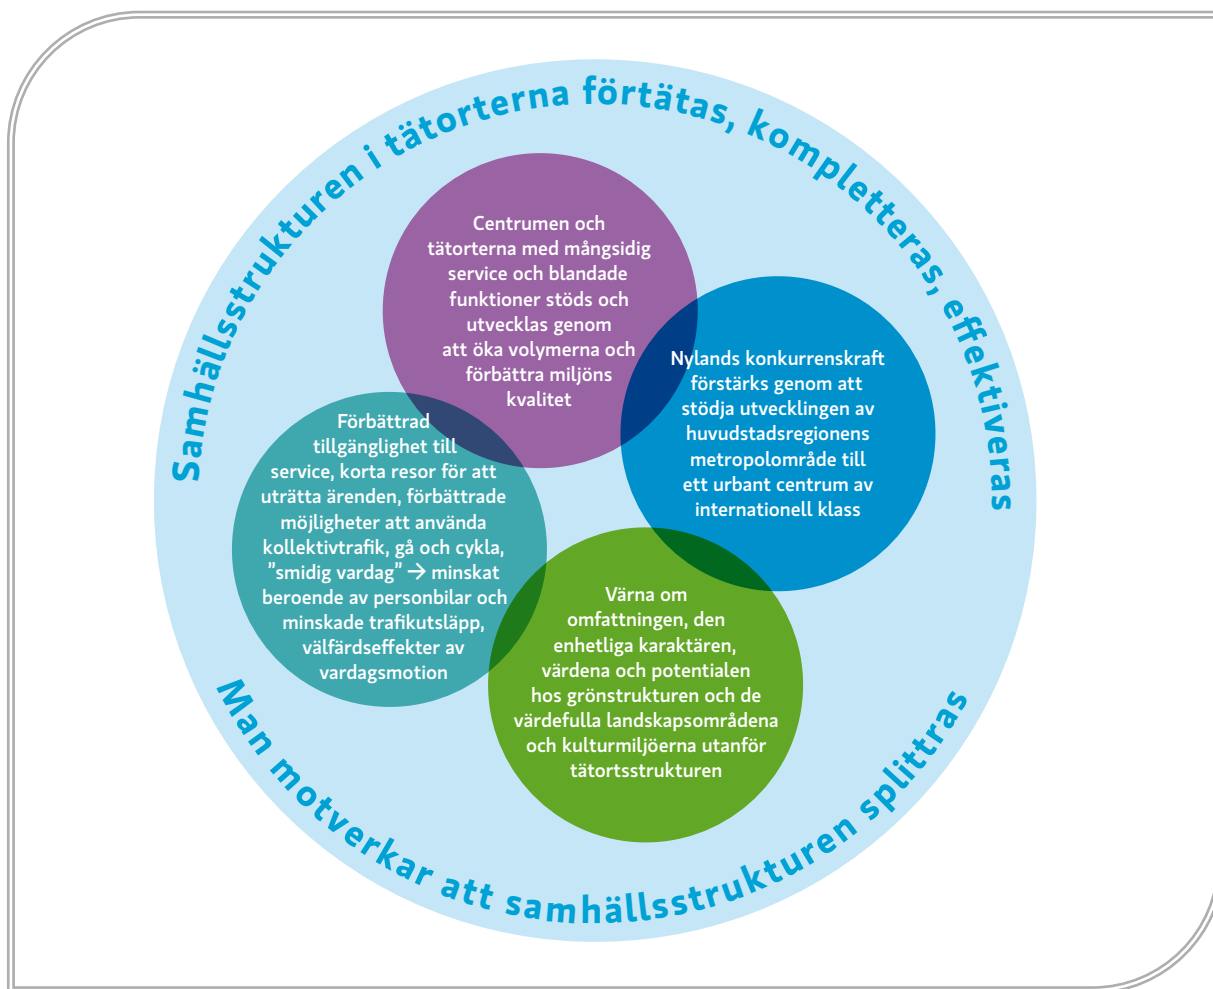 Samhällsstrukturen i tätorterna förtätas, kompletteras, effektiveras
Centrumen och
tätorterna med mångsidig
service och blandade
funktioner stöds och
utvecklas genom
att öka volymerna och
förbättra miljöns
kvalitet
Nylands konkurrenskraft
förstärks genom att
stödja utvecklingen av
huvudstadsregionens
metropolområde till
ett urbant centrum av
internationell klass
Förbättrad
tillgänglighet till
service, korta resor för att
uträtta ärenden, förbättrade
möjligheter att använda
kollektivtrafik, gå och cykla,
”smidig vardag” → minskat
beroende av personbilar och
minskade trafikutsläpp,
välfärdseffekter av
vardagsmotion
Värna om
omfattningen, den
enhetliga karaktären,
värdena och potentialen
hos grönstrukturen och de
värdefulla landskapsområdena
och kulturmiljöerna utanför
tätortsstrukturen
Man motverkar att samhällsstrukturen splittras